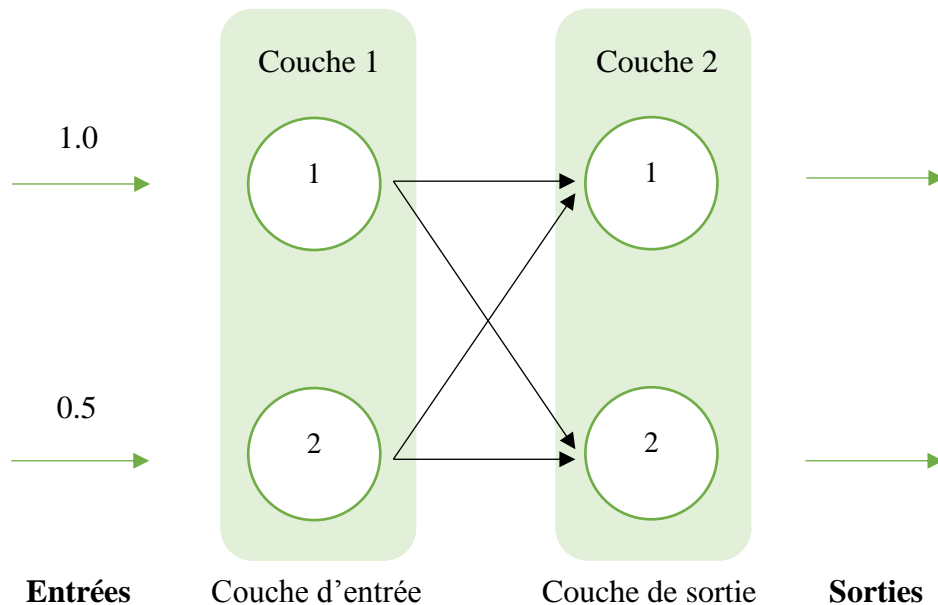 Couche 1
Couche 2
1.0
1
1
0.5
2
2
Entrées
Couche d’entrée
Couche de sortie
Sorties